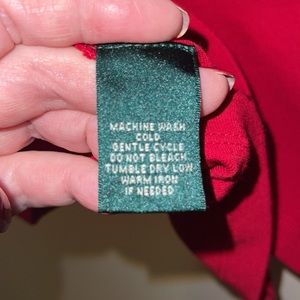 MACHINE WASH
COLD
GENTLE CYCLE
DO NOT BLEACH
TUMBLE DRY LOW
WARM IRON
IF NEEDED